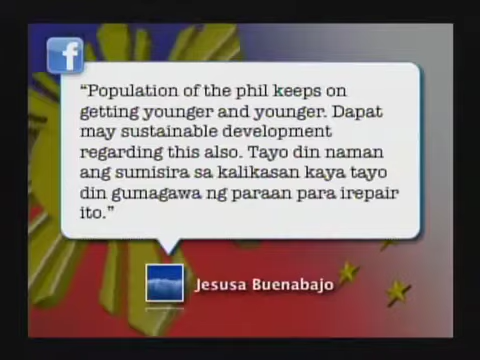 f
“Population of the phil keeps on
getting younger and younger. Dapat
may sustainable development
regarding this also. Tayo din naman
ang sumisira sa kalikasan kaya tayo
din gumagawa ng paraan para irepair
ito.”
Jesusa Buenabajo